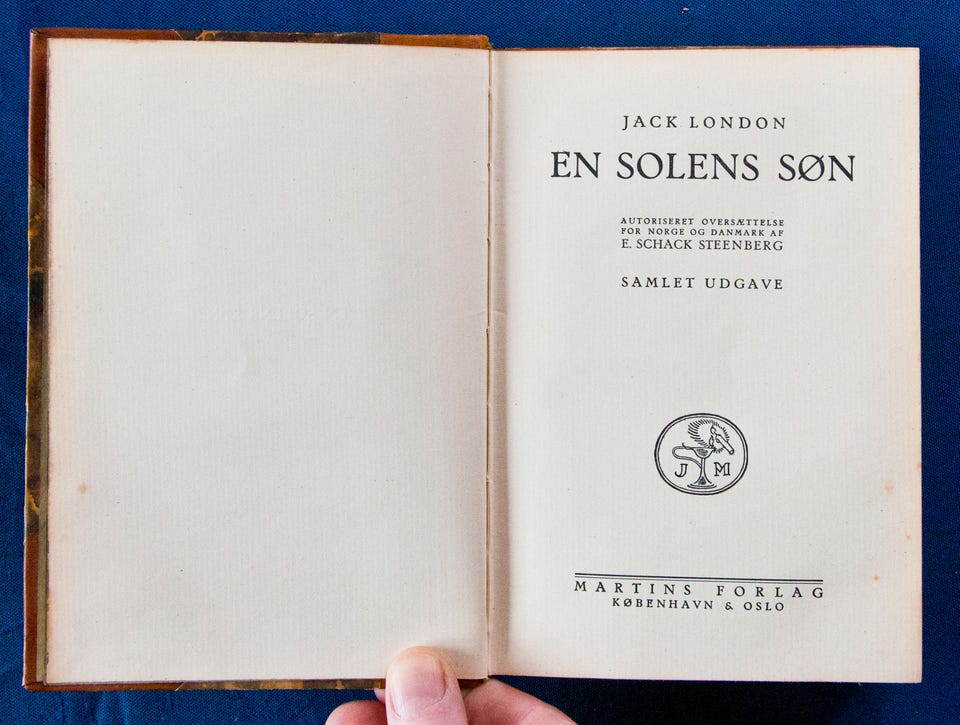 JACK LONDON
EN SOLENS SØN
AUTORISERET OVERSÆTTELSE
FOR NORGE OG DANMARK AF
E. SCHACK STEENBERG
SAMLET UDGAVE
J M
MARTINS FORLAG
KØBENHAVN & OSLO